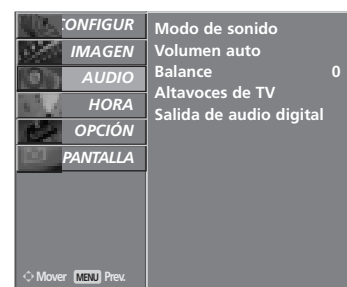 CONFIGUR
IMAGEN
AUDIO
HORA
OPCIÓN
PANTALLA
Modo de sonido
Volumen auto
Balance 0
Altavoces de TV
Salida de audio digital
Mover MENU Prev.